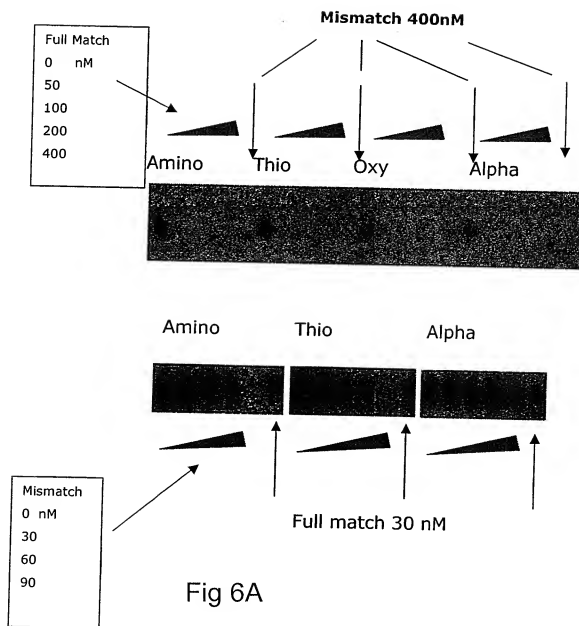 Mismatch 400nM
Full Match
0 nM
50
100
200
400
Amino Thio Oxy Alpha
Amino Thio Alpha
Mismatch
0 nM
30
60
90
Full match 30 nM
Fig 6A